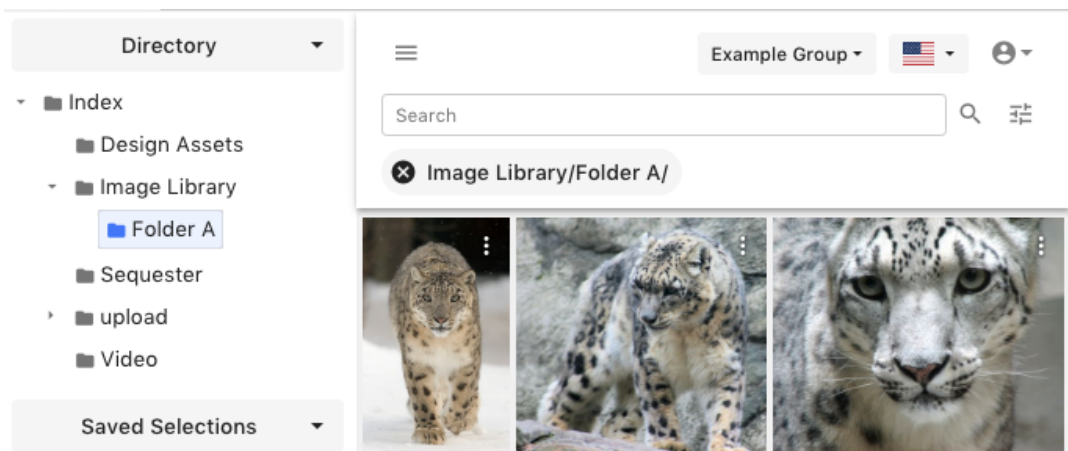 Directory
Index
Design Assets
Image Library
Folder A
Sequester
upload
Video
Saved Selections
Example Group
Search
Image Library/Folder A/